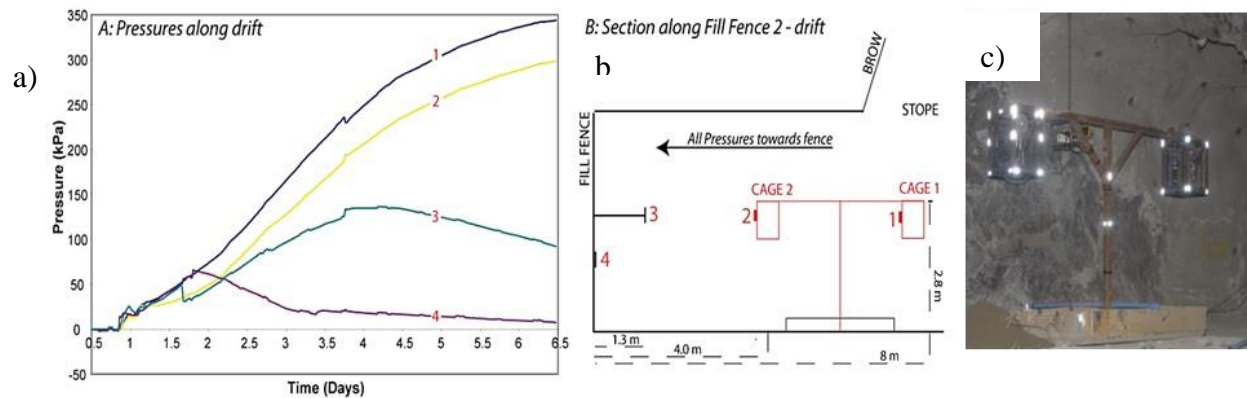 a)
A: Pressures along drift
350
300
250
200
150
100
50
0
-50
Pressure (kPa)
1
2
3
4
0.5 1 1.5 2 2.5 3 3.5 4 4.5 5 5.5 6 6.5
Time (Days)
b
B: Section along Fill Fence 2 - drift
BROW
STOPE
FILL FENCE
All Pressures towards fence
CAGE 2
CAGE 1
3
2
1
4
2.8 m
1.3 m
4.0 m
8 m
c)